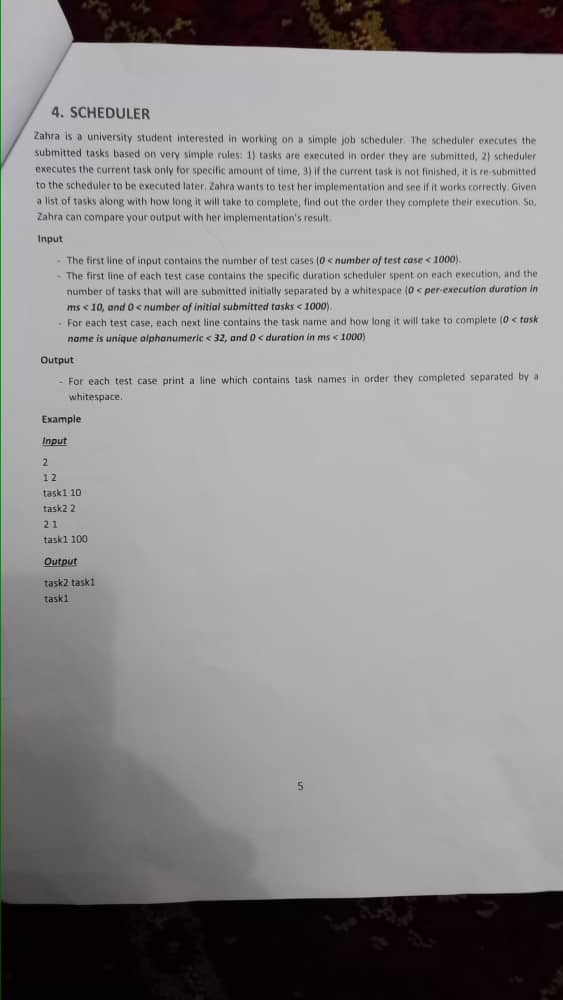 4. SCHEDULER
Zahra is a university student interested in working on a simple job scheduler. The scheduler executes the
submitted tasks based on very simple rules: 1) tasks are executed in order they are submitted, 2) scheduler
executes the current task only for specific amount of time, 3) if the current task is not finished, it is re-submitted
to the scheduler to be executed later. Zahra wants to test her implementation and see if it works correctly. Given
a list of tasks along with how long it will take to complete, find out the order they complete their execution. So,
Zahra can compare your output with her implementation's result.
Input
- The first line of input contains the number of test cases (0 < number of test case < 1000).
- The first line of each test case contains the specific duration scheduler spent on each execution, and the
number of tasks that will are submitted initially separated by a whitespace (0 < per-execution duration in
ms < 10, and 0 < number of initial submitted tasks < 1000).
- For each test case, each next line contains the task name and how long it will take to complete (0 < task
name is unique alphanumeric < 32, and 0 < duration in ms < 1000)
Output
- For each test case print a line which contains task names in order they completed separated by a
whitespace.
Example
Input
2
1 2
task1 10
task2 2
2 1
task1 100
Output
task2 task1
task1
5